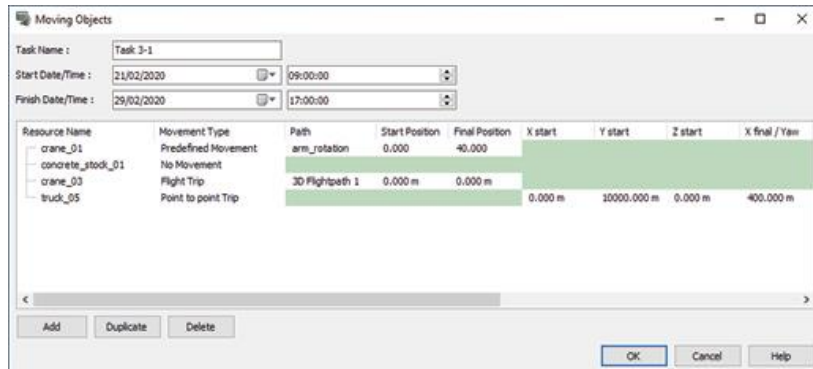 Moving Objects
Task Name : Task 3-1
Start Date/Time : 21/02/2020 09:00:00
Finish Date/Time : 29/02/2020 17:00:00
Resource Name Movement Type Path Start Position Final Position X start Y start Z start X final / Yaw
crane_01 Predefined Movement arm_rotation 0.000 40.000
concrete_stock_01 No Movement
crane_03 Flight Trip 3D Flightpath 1 0.000 m 0.000 m
truck_05 Point to point Trip 0.000 m 10000.000 m 0.000 m 400.000 m
Add Duplicate Delete
OK Cancel Help